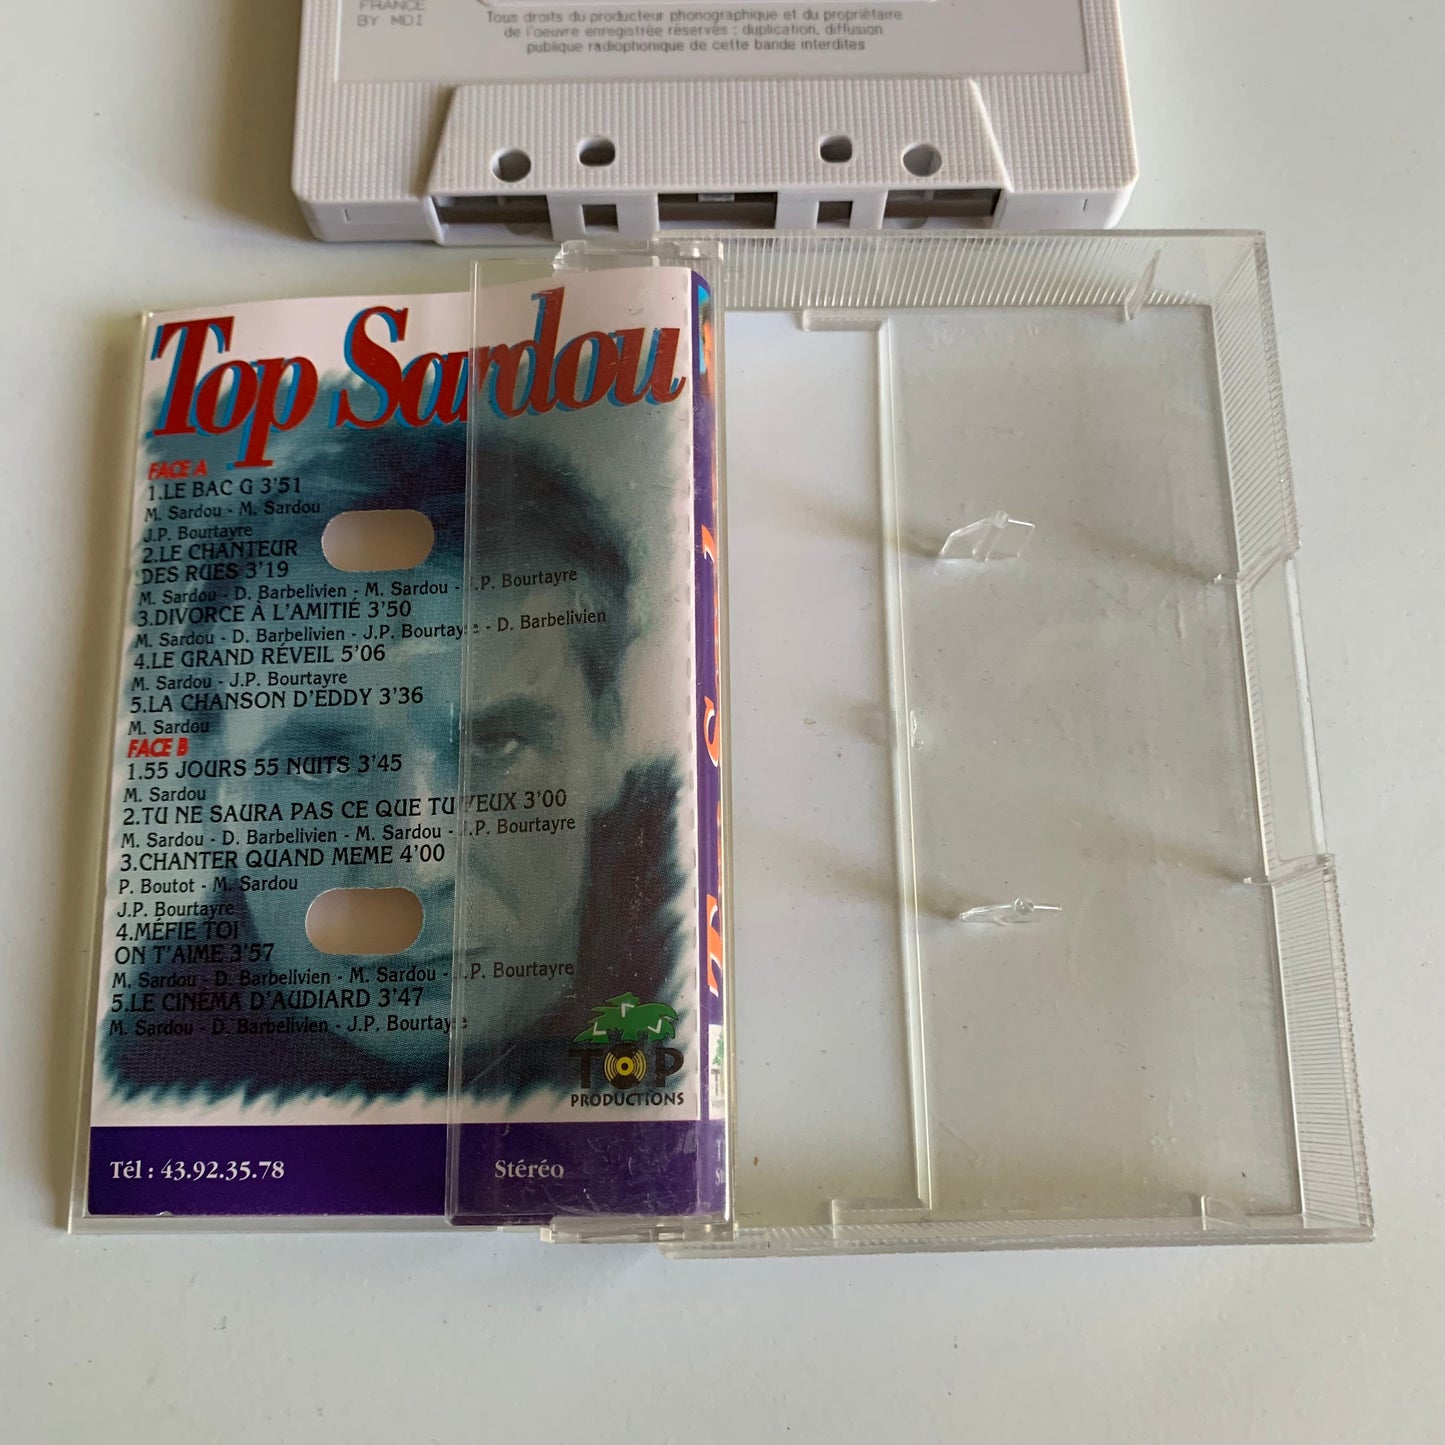 FRANCE
BY MDI
Tous droits du producteur phonographique et du propriétaire
de l'oeuvre enregistrée réservés : duplication, diffusion
publique radiophonique de cette bande interdites
Top Sardou
FACE A
1.LE BAC G 3'51
M. Sardou - M. Sardou
J.P. Bourtayre
2.LE CHANTEUR
DES RUES 3'19
M. Sardou - D. Barbelivien - M. Sardou - J.P. Bourtayre
3.DIVORCE À L'AMITIÉ 3'50
M. Sardou - D. Barbelivien - J.P. Bourtayre - D. Barbelivien
4.LE GRAND RÉVEIL 5'06
M. Sardou - J.P. Bourtayre
5.LA CHANSON D'EDDY 3'36
M. Sardou
FACE B
1.55 JOURS 55 NUITS 3'45
M. Sardou
2.TU NE SAURA PAS CE QUE TU VEUX 3'00
M. Sardou - D. Barbelivien - M. Sardou - J.P. Bourtayre
3.CHANTER QUAND MEME 4'00
P. Boutot - M. Sardou
J.P. Bourtayre
4.MÉFIE TOI
ON T'AIME 3'57
M. Sardou - D. Barbelivien - M. Sardou - J.P. Bourtayre
5.LE CINÉMA D'AUDIARD 3'47
M. Sardou - D. Barbelivien - J.P. Bourtayre
TOP
PRODUCTIONS
Tél : 43.92.35.78
Stéréo